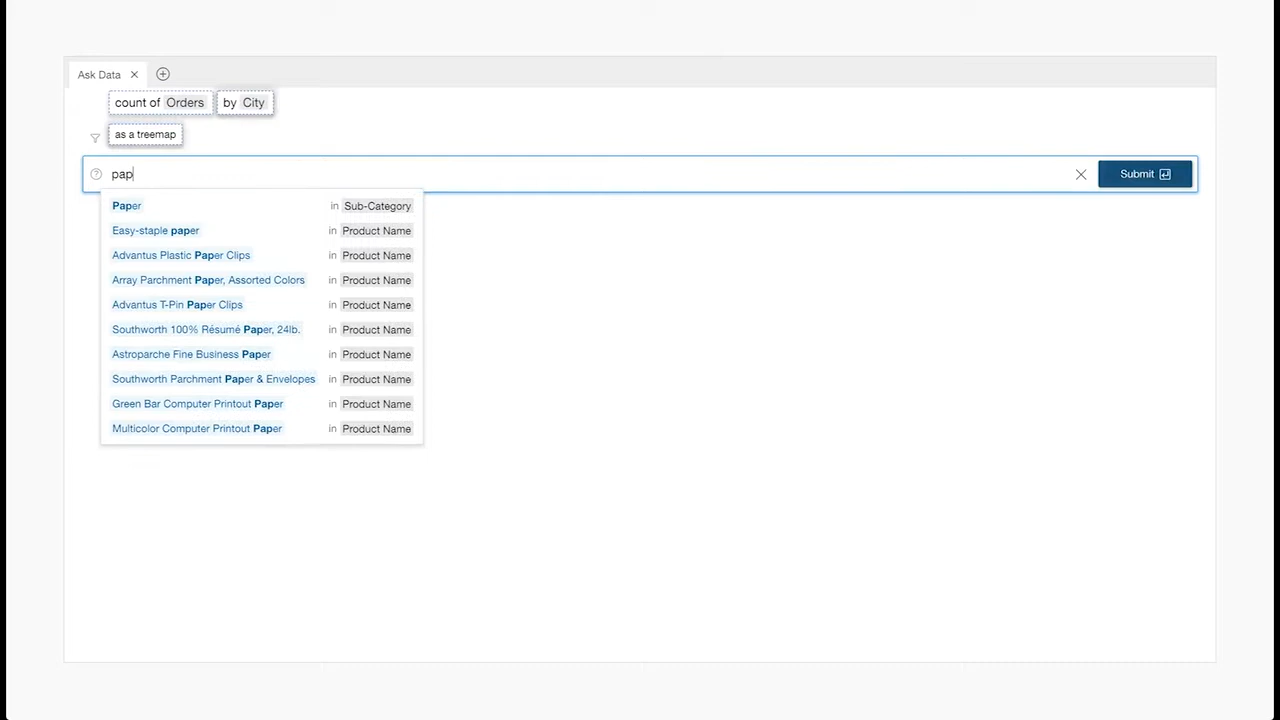 Ask Data
count of Orders by City
as a treemap
pap Submit
Paper in Sub-Category
Easy-staple paper in Product Name
Advantus Plastic Paper Clips in Product Name
Array Parchment Paper, Assorted Colors in Product Name
Advantus T-Pin Paper Clips in Product Name
Southworth 100% Résumé Paper, 24lb. in Product Name
Astroparche Fine Business Paper in Product Name
Southworth Parchment Paper & Envelopes in Product Name
Green Bar Computer Printout Paper in Product Name
Multicolor Computer Printout Paper in Product Name